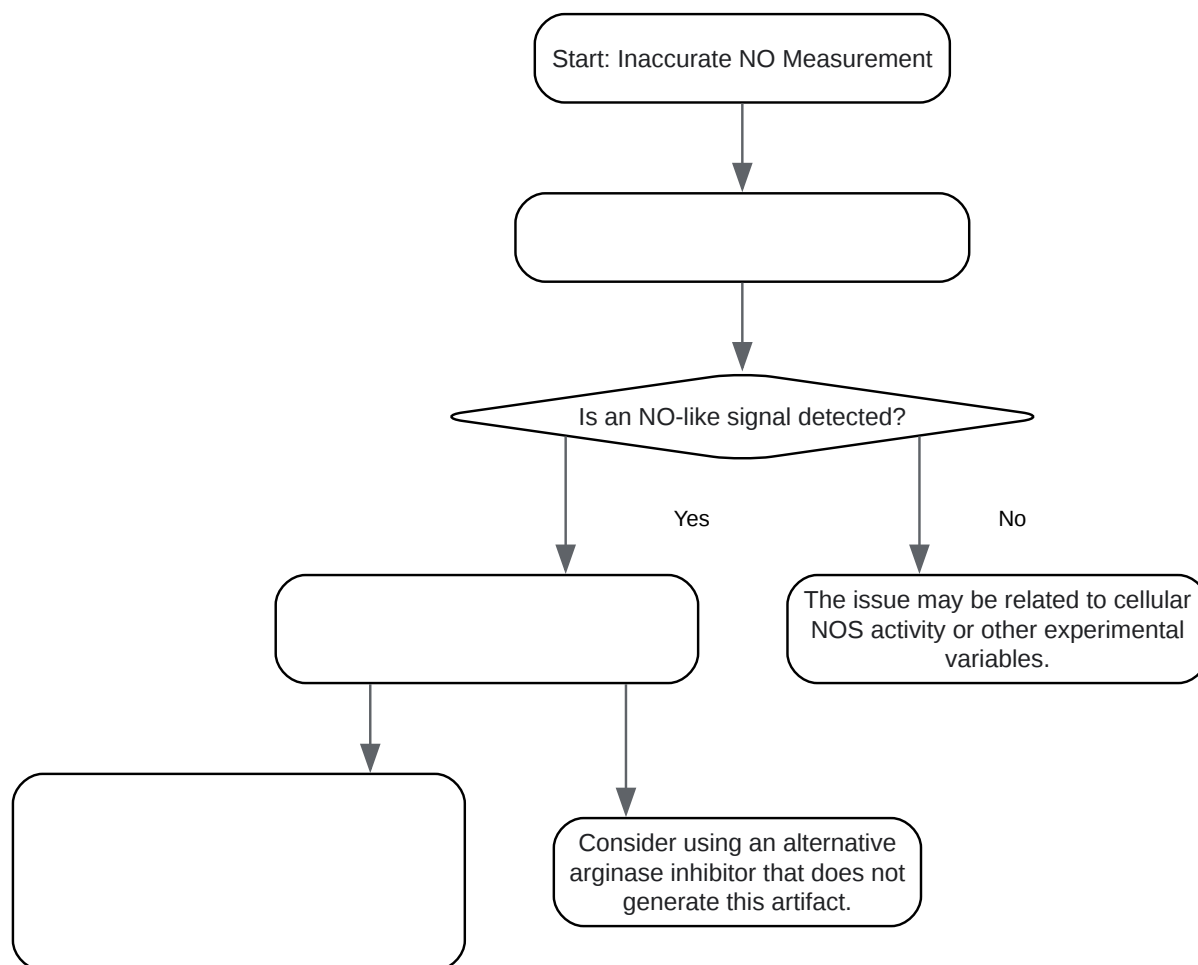 Start: Inaccurate NO Measurement
Is an NO-like signal detected?
Yes
No
The issue may be related to cellular
NOS activity or other experimental
variables.
Consider using an alternative
arginase inhibitor that does not
generate this artifact.